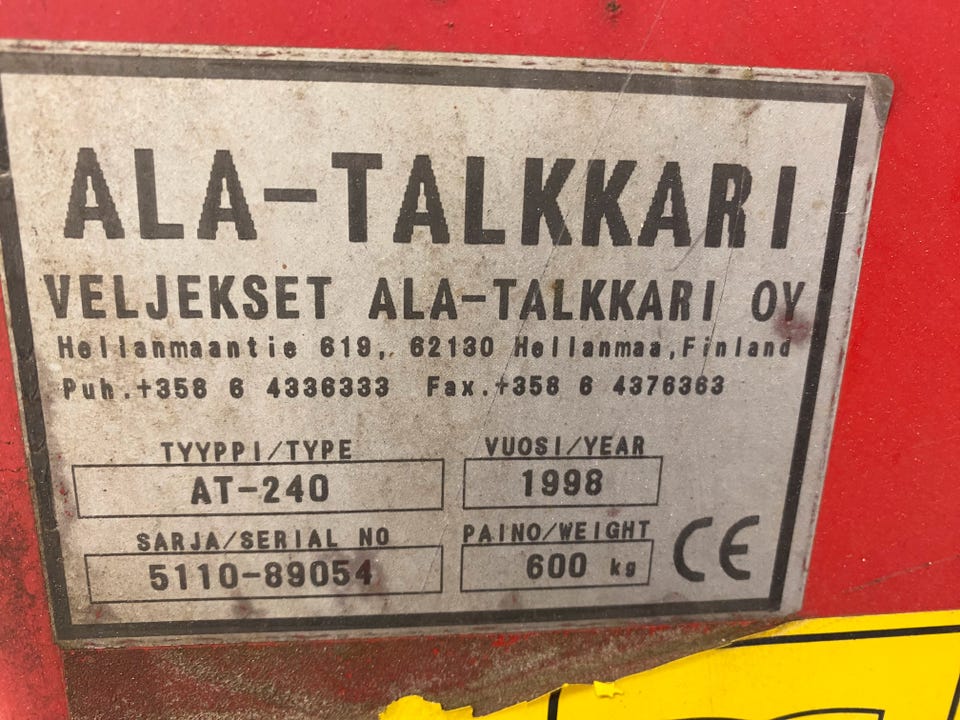 ALA-TALKKARI
VELJEKSET ALA-TALKKARI OY
Hellanmaantie 619, 62130 Hellanmaa, Finland
Puh.+358 6 4336333 Fax.+358 6 4376363
TYYPPI/TYPE VUOSI/YEAR
AT-240 1998
SARJA/SERIAL NO PAINO/WEIGHT
5110-89054 600 kg
CE